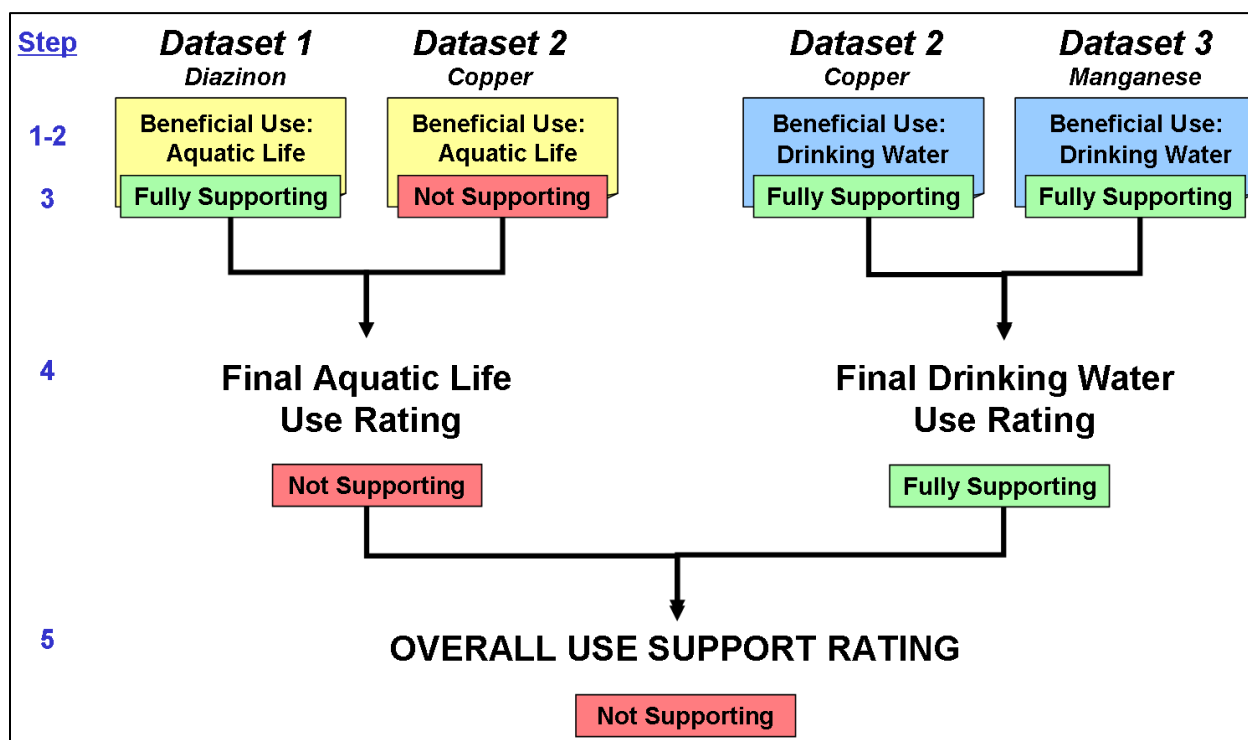 Step
Dataset 1
Diazinon
Dataset 2
Copper
Dataset 2
Copper
Dataset 3
Manganese
1-2
Beneficial Use:
Aquatic Life
Beneficial Use:
Aquatic Life
Beneficial Use:
Drinking Water
Beneficial Use:
Drinking Water
3
Fully Supporting
Not Supporting
Fully Supporting
Fully Supporting
4
Final Aquatic Life
Use Rating
Final Drinking Water
Use Rating
Not Supporting
Fully Supporting
5
OVERALL USE SUPPORT RATING
Not Supporting